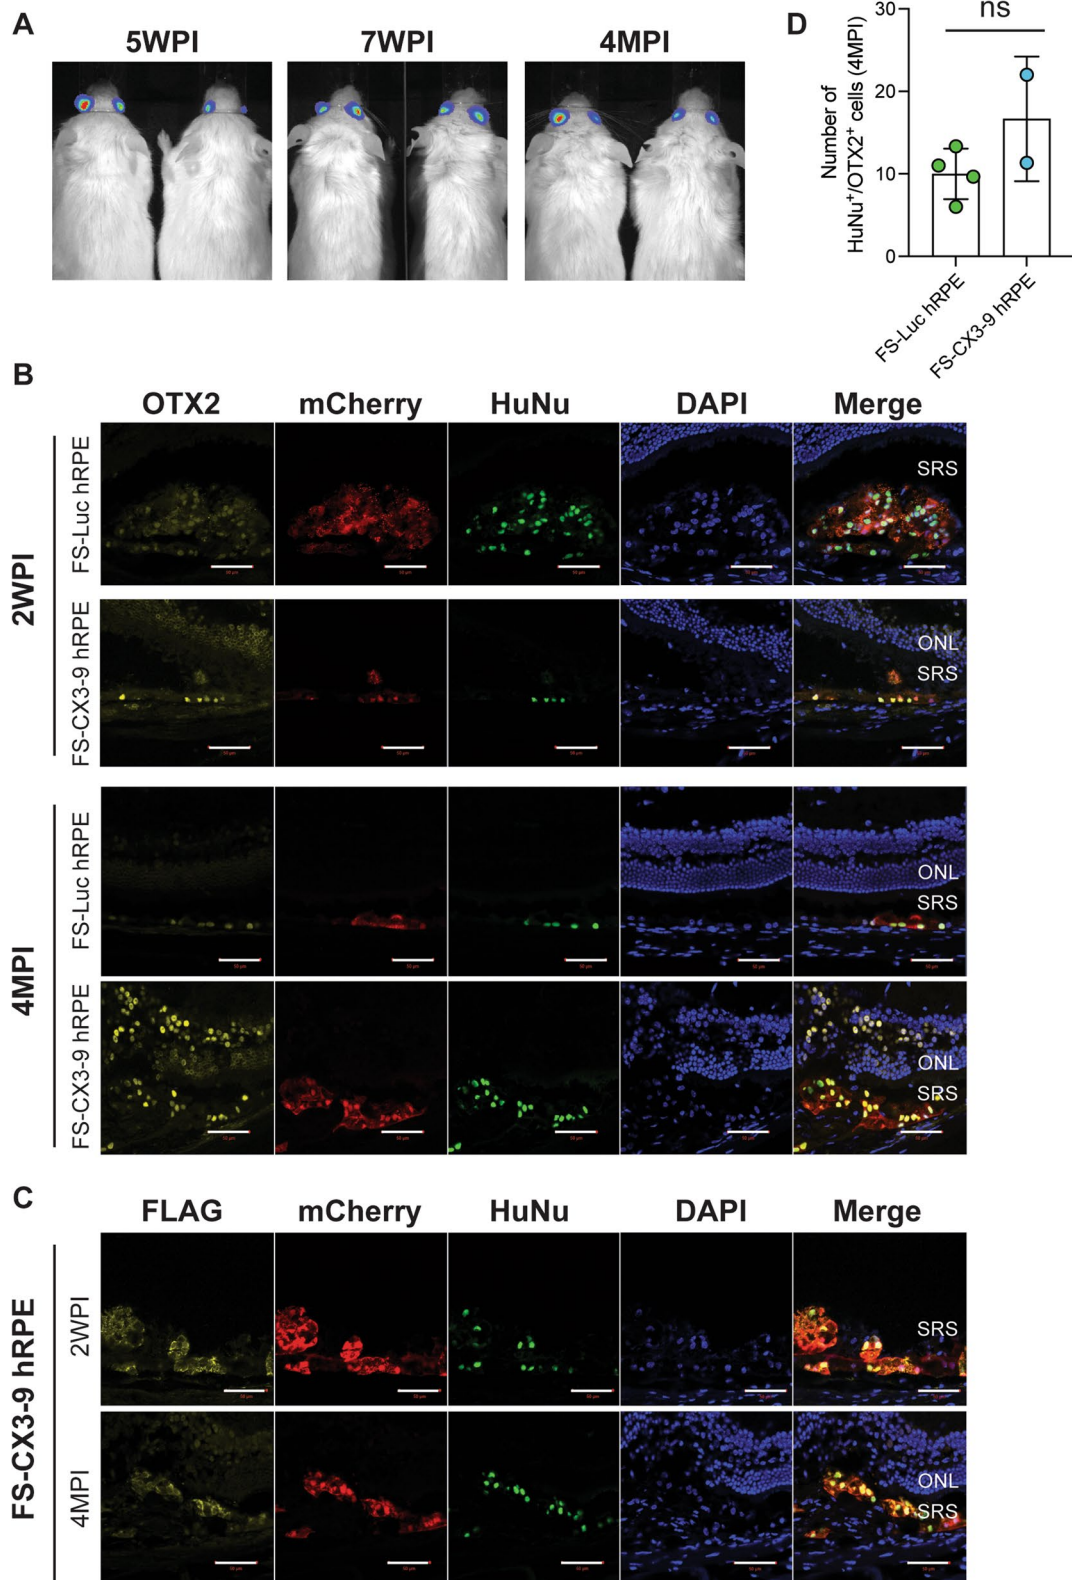 A
5WPI
7WPI
4MPI
D
ns
30
20
10
0
Number of
HuNu+/OTX2+ cells (4MPI)
FS-Luc hRPE
FS-CX3-9 hRPE
B
OTX2
mCherry
HuNu
DAPI
Merge
2WPI
FS-Luc hRPE
SRS
FS-CX3-9 hRPE
ONL
SRS
4MPI
FS-Luc hRPE
ONL
SRS
FS-CX3-9 hRPE
ONL
SRS
C
FLAG
mCherry
HuNu
DAPI
Merge
FS-CX3-9 hRPE
2WPI
SRS
4MPI
ONL
SRS